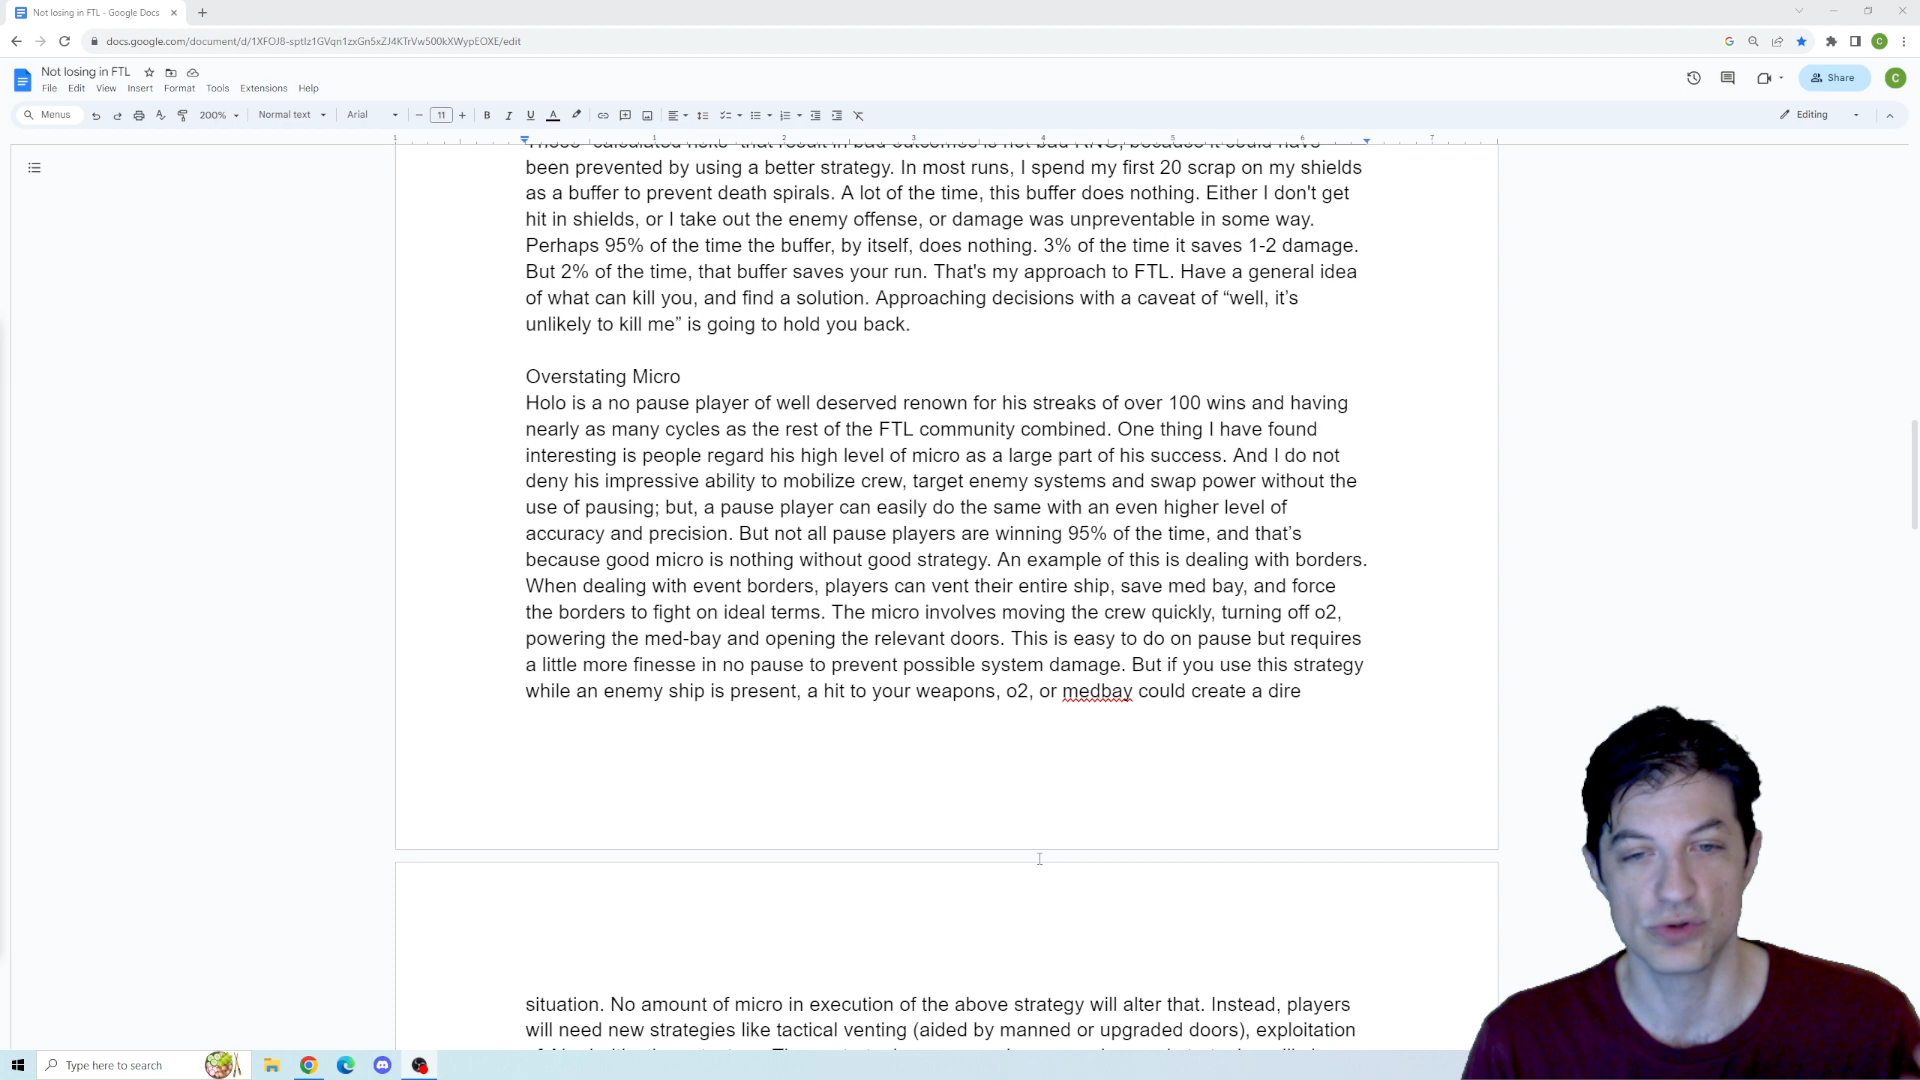 Not losing in FTL - Google Docs
docs.google.com/document/d/1XFOJ8-sptlz1GVqn1zxGn5xZJ4KTrVw500kXWypEOXE/edit
Not losing in FTL
File Edit View Insert Format Tools Extensions Help
Share
C
Menus 200% Normal text Arial 11 Editing
1 1 2 3 4 5 6 7
been prevented by using a better strategy. In most runs, I spend my first 20 scrap on my shields
as a buffer to prevent death spirals. A lot of the time, this buffer does nothing. Either I don't get
hit in shields, or I take out the enemy offense, or damage was unpreventable in some way.
Perhaps 95% of the time the buffer, by itself, does nothing. 3% of the time it saves 1-2 damage.
But 2% of the time, that buffer saves your run. That's my approach to FTL. Have a general idea
of what can kill you, and find a solution. Approaching decisions with a caveat of “well, it’s
unlikely to kill me” is going to hold you back.
Overstating Micro
Holo is a no pause player of well deserved renown for his streaks of over 100 wins and having
nearly as many cycles as the rest of the FTL community combined. One thing I have found
interesting is people regard his high level of micro as a large part of his success. And I do not
deny his impressive ability to mobilize crew, target enemy systems and swap power without the
use of pausing; but, a pause player can easily do the same with an even higher level of
accuracy and precision. But not all pause players are winning 95% of the time, and that’s
because good micro is nothing without good strategy. An example of this is dealing with borders.
When dealing with event borders, players can vent their entire ship, save med bay, and force
the borders to fight on ideal terms. The micro involves moving the crew quickly, turning off o2,
powering the med-bay and opening the relevant doors. This is easy to do on pause but requires
a little more finesse in no pause to prevent possible system damage. But if you use this strategy
while an enemy ship is present, a hit to your weapons, o2, or medbay could create a dire
situation. No amount of micro in execution of the above strategy will alter that. Instead, players
will need new strategies like tactical venting (aided by manned or upgraded doors), exploitation
Type here to search